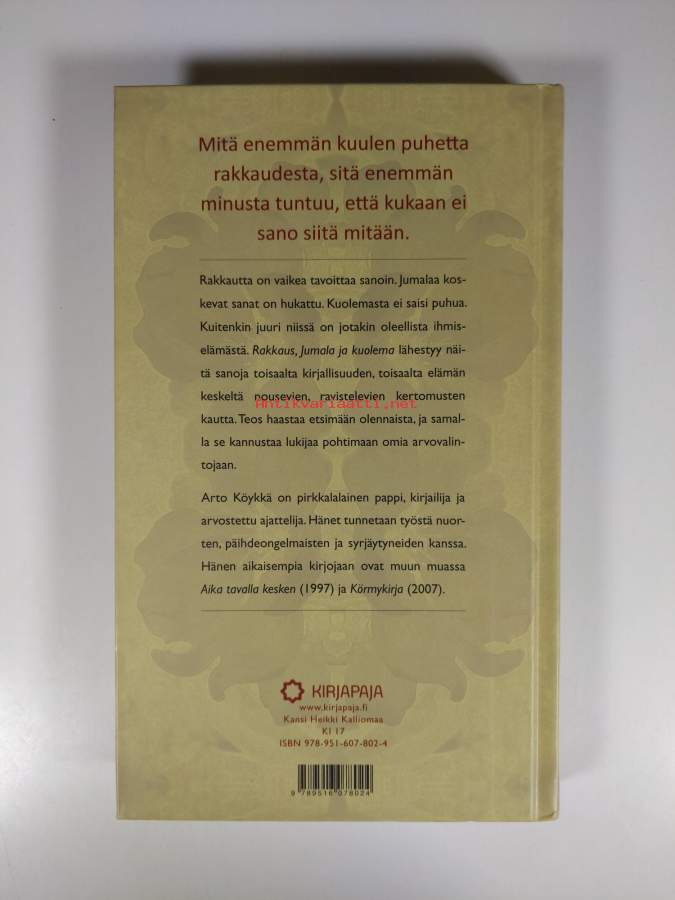 Mitä enemmän kuulen puhetta
rakkaudesta, sitä enemmän
minusta tuntuu, että kukaan ei
sano siitä mitään.
Rakkautta on vaikea tavoittaa sanoin. Jumalaa kos-
kevat sanat on hukattu. Kuolemasta ei saisi puhua.
Kuitenkin juuri niissä on jotakin oleellista ihmis-
elämästä. Rakkaus, Jumala ja kuolema lähestyy näi-
tä sanoja toisaalta kirjallisuuden, toisaalta elämän
keskeltä nousevien, ravistelevien kertomusten
Antikvariaatti.net
kautta. Teos haastaa etsimään olennaista, ja samal-
la se kannustaa lukijaa pohtimaan omia arvovalin-
tojaan.
Arto Köykkä on pirkkalalainen pappi, kirjailija ja
arvostettu ajattelija. Hänet tunnetaan työstä nuor-
ten, päihdeongelmaisten ja syrjäytyneiden kanssa.
Hänen aikaisempia kirjojaan ovat muun muassa
Aika tavalla kesken (1997) ja Körmykirja (2007).
KIRJAPAJA
www.kirjapaja.fi
Kansi Heikki Kalliomaa
Kl 17
ISBN 978-951-607-802-4
9 789516 078024